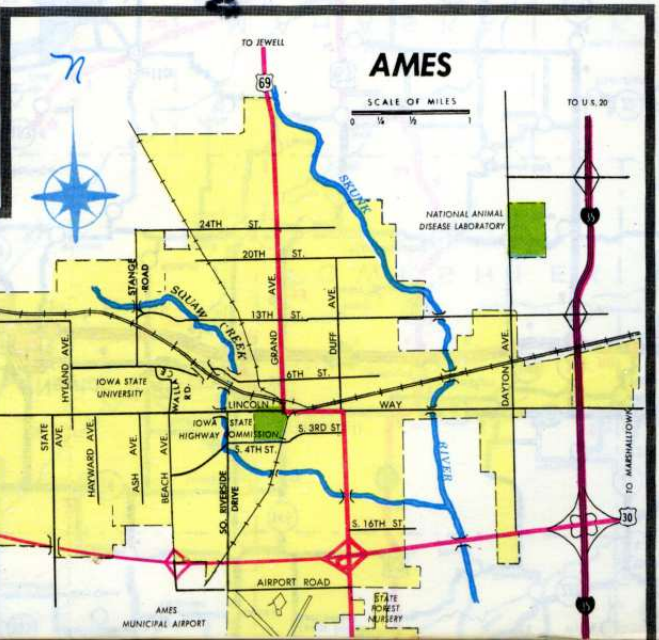 TO JEWELL
n
69
AMES
SCALE OF MILES
0 ¼ ½ 1
TO U.S. 20
SKUNK
35
NATIONAL ANIMAL
DISEASE LABORATORY
24TH ST.
20TH ST.
STANGE
ROAD
SQUAW CREEK
13TH ST.
GRAND AVE.
DUFF AVE.
DAYTON AVE.
HYLAND AVE.
6TH ST.
IOWA STATE
UNIVERSITY
WALLA RD.
LINCOLN WAY
IOWA STATE
HIGHWAY COMMISSION
S. 3RD ST.
S. 4TH ST.
STATE AVE.
HAYWARD AVE.
ASH AVE.
BEACH AVE.
SO. RIVERSIDE
DRIVE
RIVER
TO MARSHALLTOWN
30
S. 16TH ST.
AIRPORT ROAD
AMES
MUNICIPAL AIRPORT
STATE
FOREST
NURSERY
35